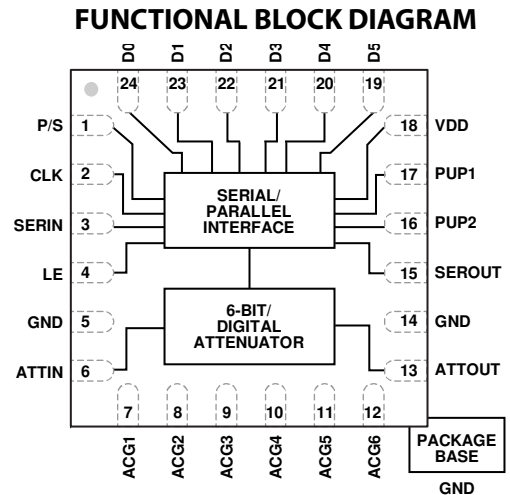 FUNCTIONAL BLOCK DIAGRAM
D0 D1 D2 D3 D4 D5
24 23 22 21 20 19
P/S 1
18 VDD
CLK 2
17 PUP1
SERIN 3
16 PUP2
LE 4
15 SEROUT
GND 5
14 GND
ATTIN 6
13 ATTOUT
SERIAL/
PARALLEL
INTERFACE
6-BIT/
DIGITAL
ATTENUATOR
7 8 9 10 11 12
ACG1 ACG2 ACG3 ACG4 ACG5 ACG6
PACKAGE
BASE
GND